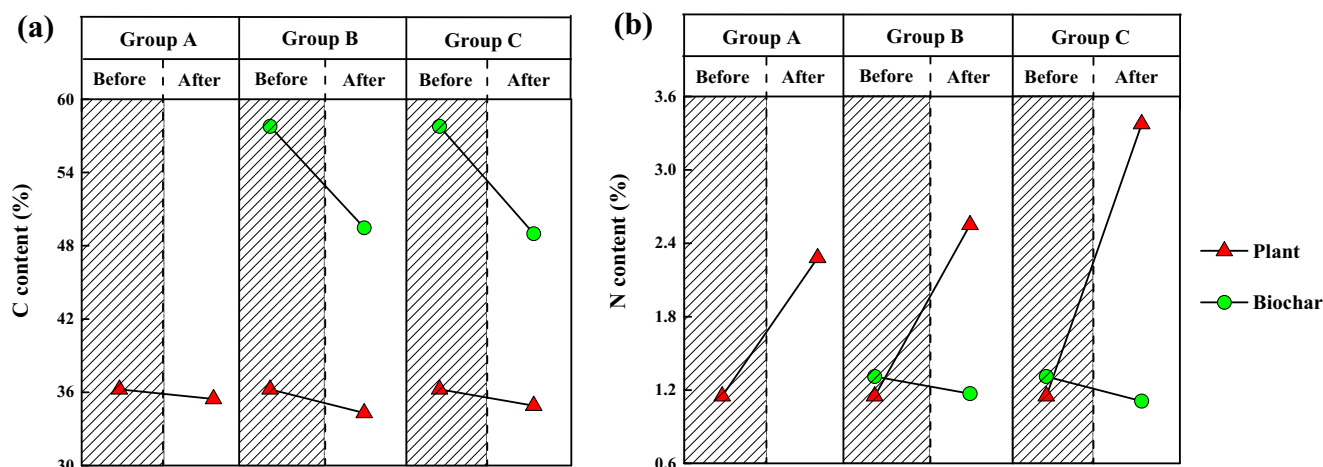 (a)
Group A Group B Group C
Before After Before After Before After
60
54
48
42
36
30
C content (%)
(b)
Group A Group B Group C
Before After Before After Before After
3.6
3.0
2.4
1.8
1.2
0.6
N content (%)
Plant
Biochar